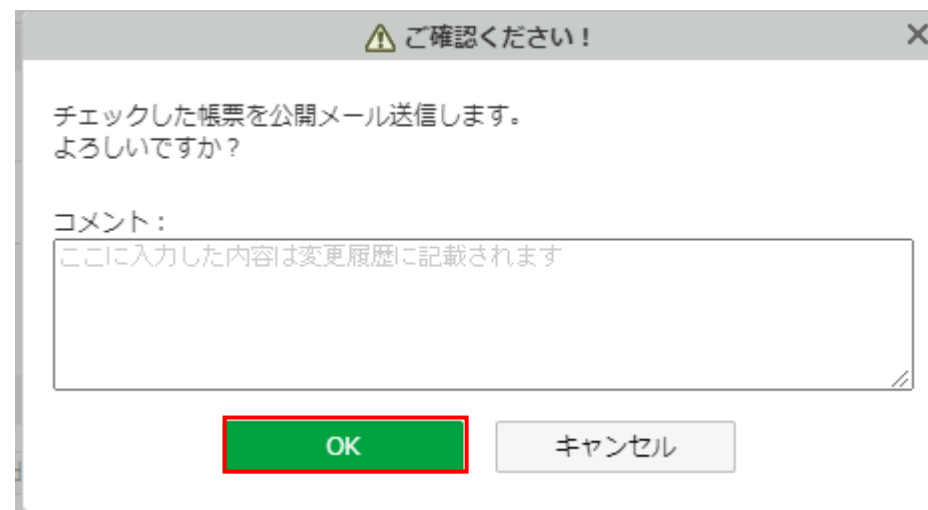 ご確認ください！
チェックした帳票を公開メール送信します。
よろしいですか？
コメント：
ここに入力した内容は変更履歴に記載されます
OK
キャンセル